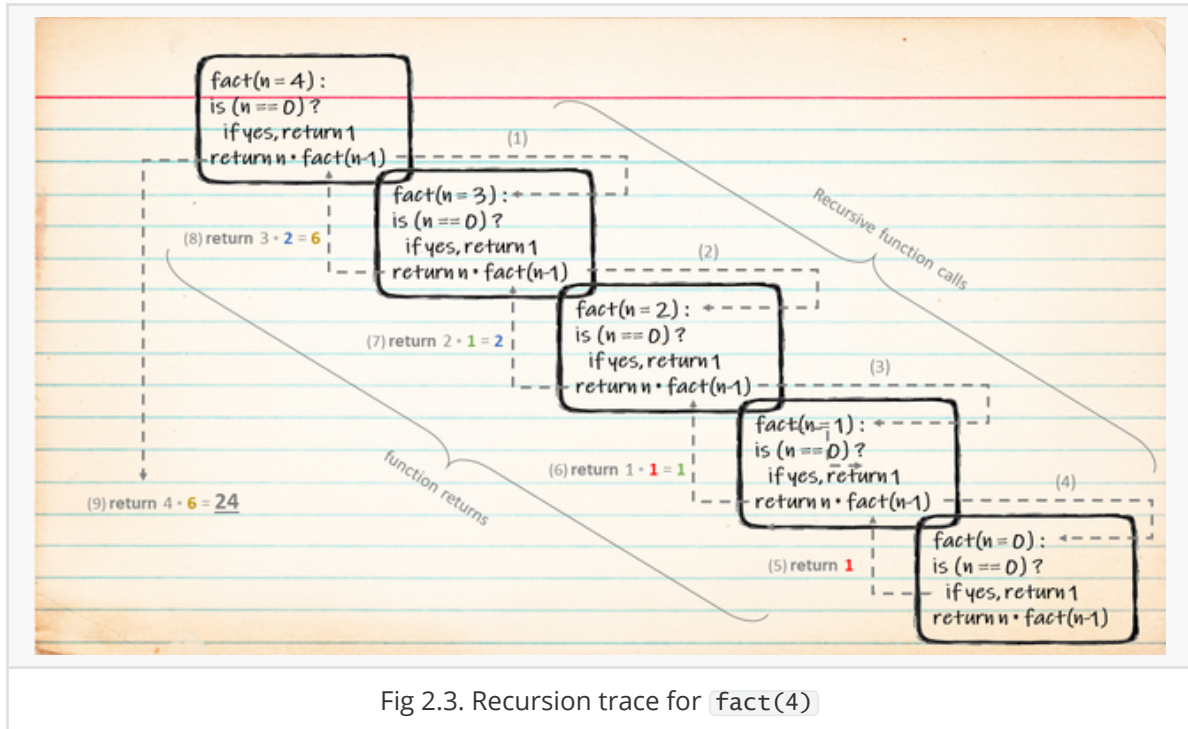 fact(n = 4) :
is (n == 0) ?
if yes, return 1
return n • fact(n-1)
(1)
fact(n = 3) :
is (n == 0) ?
if yes, return 1
return n • fact(n-1)
(2)
Recursive function calls
(8) return 3 • 2 = 6
fact(n = 2) :
is (n == 0) ?
if yes, return 1
return n • fact(n-1)
(7) return 2 • 1 = 2
(3)
fact(n = 1) :
is (n == 0) ?
if yes, return 1
return n • fact(n-1)
(6) return 1 • 1 = 1
(4)
function returns
(9) return 4 • 6 = 24
fact(n = 0) :
is (n == 0) ?
if yes, return 1
return n • fact(n-1)
(5) return 1
Fig 2.3. Recursion trace for fact(4)